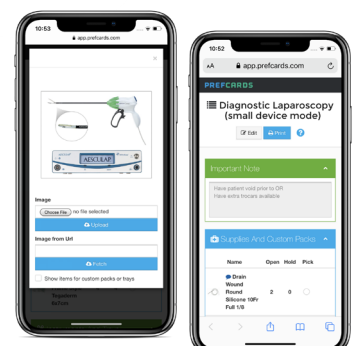 10:53
app.prefcards.com
×
AESCULAP
Image
Choose File no file selected
Upload
Image from Url
Fetch
Show items for custom packs or trays
10:52
AA
app.prefcards.com
PREFCARDS
Diagnostic Laparoscopy
(small device mode)
Edit
Print
?
Important Note
Have patient void prior to OR
Have extra trocars available
Supplies And Custom Packs
Name Open Hold Pick
Drain
Wound
Round 2 0
Silicone 10Fr
Full 1/8